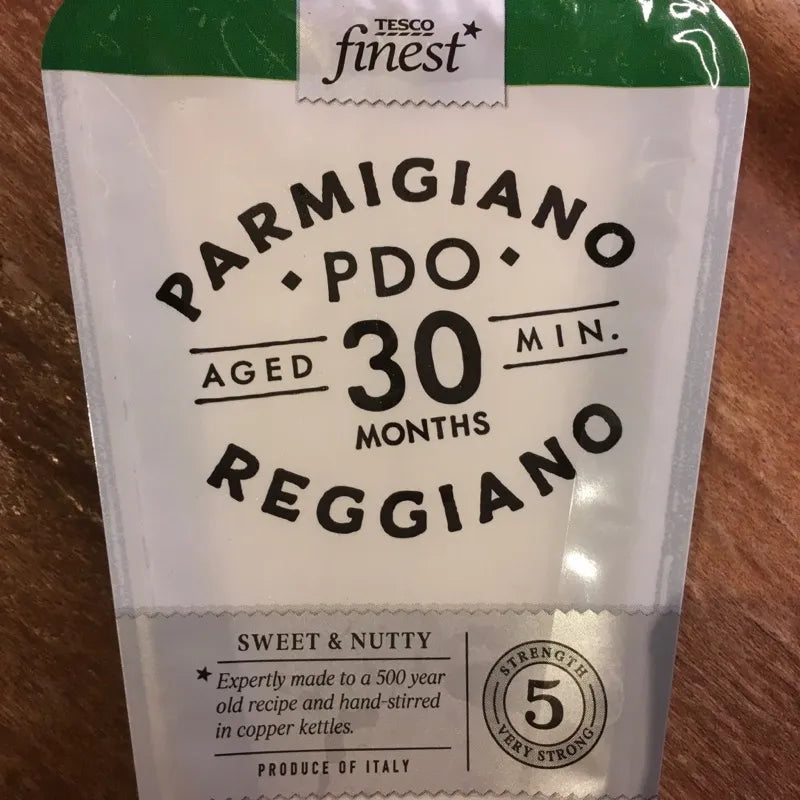 TESCO
finest*
PARMIGIANO
• PDO •
AGED 30 MIN.
MONTHS
REGGIANO
SWEET & NUTTY
*Expertly made to a 500 year
old recipe and hand-stirred
in copper kettles.
PRODUCE OF ITALY
STRENGTH
5
VERY STRONG